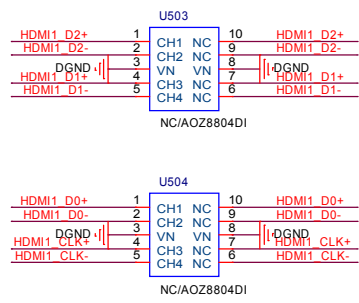 U503
HDMI1_D2+ 1 CH1 NC 10 HDMI1_D2+
HDMI1_D2- 2 CH2 NC 9 HDMI1_D2-
DGND 3 VN VN 8 DGND
HDMI1_D1+ 4 CH3 NC 7 HDMI1_D1+
HDMI1_D1- 5 CH4 NC 6 HDMI1_D1-
NC/AOZ8804DI
U504
HDMI1_D0+ 1 CH1 NC 10 HDMI1_D0+
HDMI1_D0- 2 CH2 NC 9 HDMI1_D0-
DGND 3 VN VN 8 DGND
HDMI1_CLK+ 4 CH3 NC 7 HDMI1_CLK+
HDMI1_CLK- 5 CH4 NC 6 HDMI1_CLK-
NC/AOZ8804DI